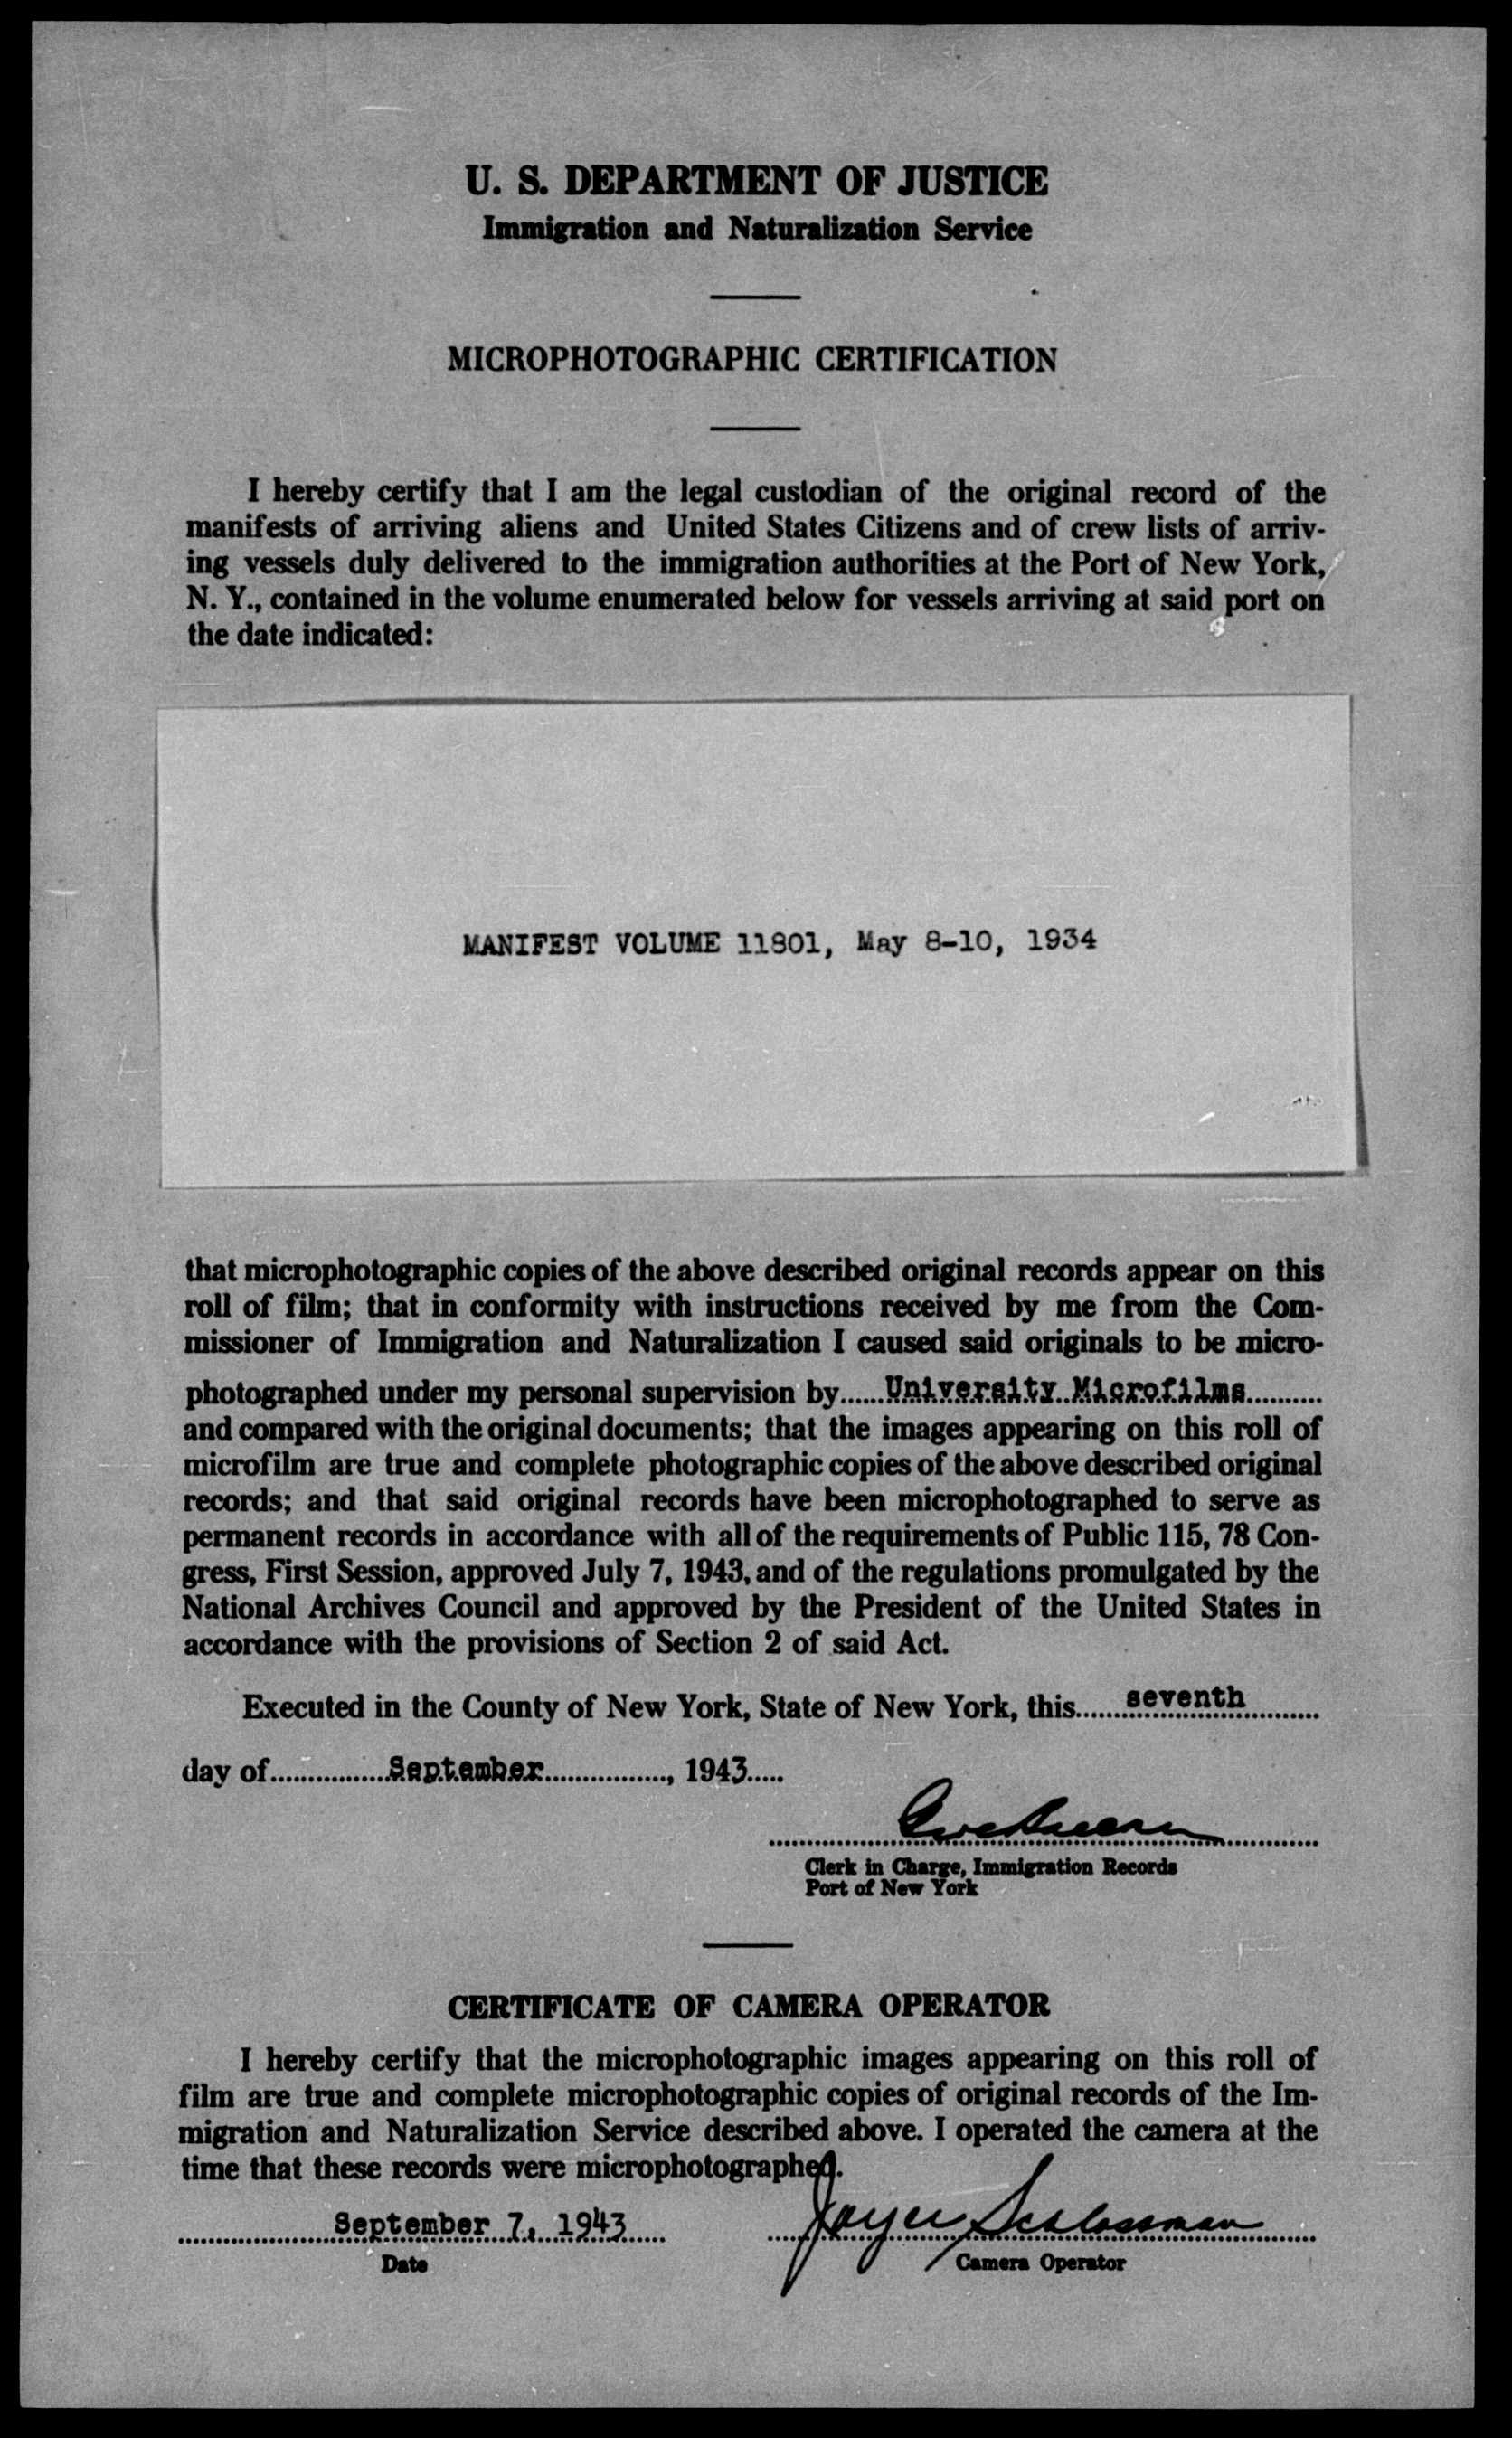 U. S. DEPARTMENT OF JUSTICE
Immigration and Naturalization Service
MICROPHOTOGRAPHIC CERTIFICATION
I hereby certify that I am the legal custodian of the original record of the
manifests of arriving aliens and United States Citizens and of crew lists of arriv-
ing vessels duly delivered to the immigration authorities at the Port of New York,
N. Y., contained in the volume enumerated below for vessels arriving at said port on
the date indicated:
MANIFEST VOLUME 11801, May 8-10, 1934
that microphotographic copies of the above described original records appear on this
roll of film; that in conformity with instructions received by me from the Com-
missioner of Immigration and Naturalization I caused said originals to be micro-
photographed under my personal supervision by......University Microfilms..........
and compared with the original documents; that the images appearing on this roll of
microfilm are true and complete photographic copies of the above described original
records; and that said original records have been microphotographed to serve as
permanent records in accordance with all of the requirements of Public 115, 78 Con-
gress, First Session, approved July 7, 1943, and of the regulations promulgated by the
National Archives Council and approved by the President of the United States in
accordance with the provisions of Section 2 of said Act.
Executed in the County of New York, State of New York, this......seventh..........
day of................September................, 1943.....
Clerk in Charge, Immigration Records
Port of New York
CERTIFICATE OF CAMERA OPERATOR
I hereby certify that the microphotographic images appearing on this roll of
film are true and complete microphotographic copies of original records of the Im-
migration and Naturalization Service described above. I operated the camera at the
time that these records were microphotographed.
September 7, 1943
Schlossman
Date
Camera Operator